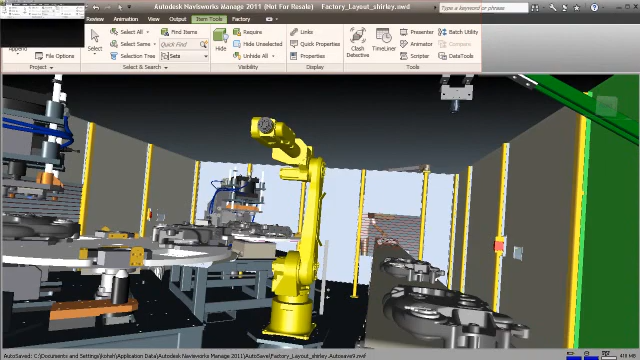 Autodesk Navisworks Manage 2011 (Not For Resale) Factory_Layout_shirley.nwd
Type a keyword or phrase
Review Animation View Output Item Tools Factory
Append
File Options
Project
Select
Select All
Select Same
Selection Tree
Find Items
Quick Find
Sets
Select & Search
Hide
Require
Hide Unselected
Unhide All
Visibility
Links
Quick Properties
Properties
Display
Clash Detective
TimeLiner
Presenter
Animator
Scripter
Batch Utility
Compare
DataTools
Tools